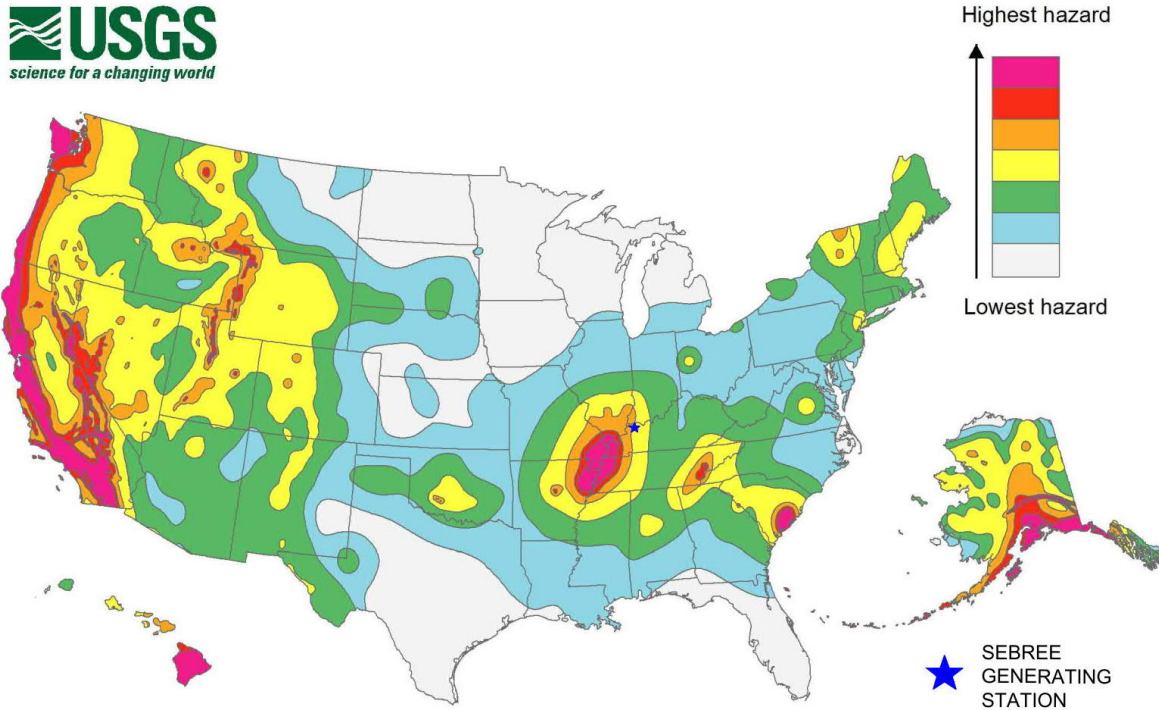 USGS
science for a changing world
Highest hazard
Lowest hazard
SEBREE
GENERATING
STATION